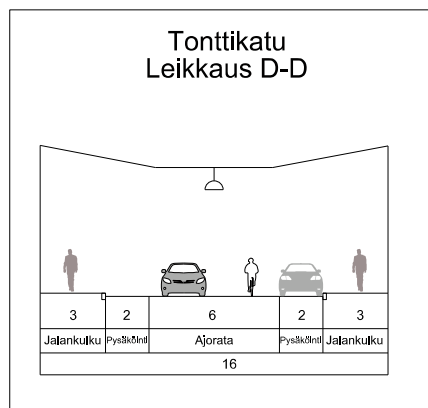 Tonttikatu
Leikkaus D-D
3 2 6 2 3
Jalankulku Pysäköinti Ajorata Pysäköinti Jalankulku
16